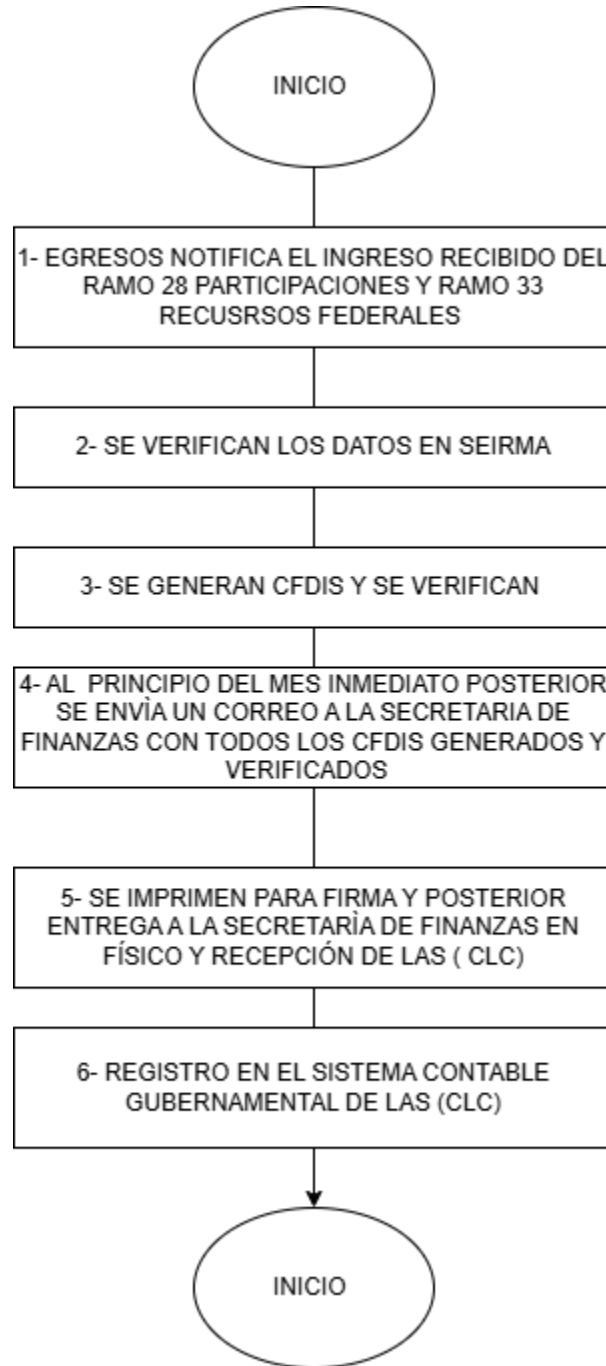 INICIO
1- EGRESOS NOTIFICA EL INGRESO RECIBIDO DEL
RAMO 28 PARTICIPACIONES Y RAMO 33
RECUSRSOS FEDERALES
2- SE VERIFICAN LOS DATOS EN SEIRMA
3- SE GENERAN CFDIS Y SE VERIFICAN
4- AL PRINCIPIO DEL MES INMEDIATO POSTERIOR
SE ENVÌA UN CORREO A LA SECRETARIA DE
FINANZAS CON TODOS LOS CFDIS GENERADOS Y
VERIFICADOS
5- SE IMPRIMEN PARA FIRMA Y POSTERIOR
ENTREGA A LA SECRETARÌA DE FINANZAS EN
FÍSICO Y RECEPCIÓN DE LAS ( CLC)
6- REGISTRO EN EL SISTEMA CONTABLE
GUBERNAMENTAL DE LAS (CLC)
INICIO